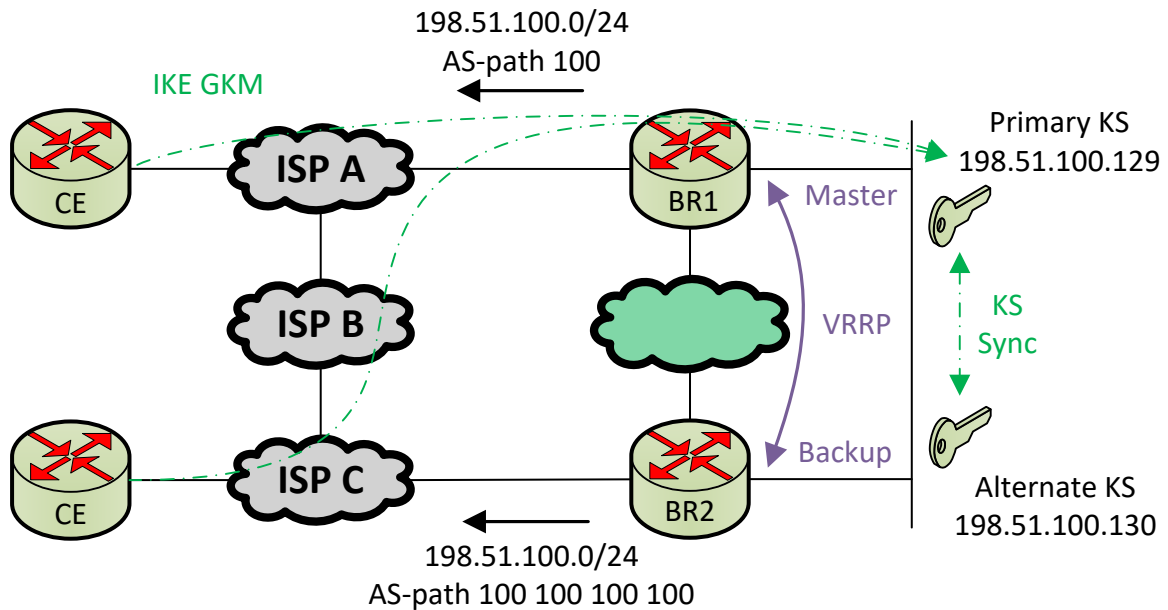 198.51.100.0/24
AS-path 100
IKE GKM
CE
ISP A
BR1
Primary KS
198.51.100.129
Master
ISP B
VRRP
KS
Sync
CE
ISP C
BR2
Backup
Alternate KS
198.51.100.130
198.51.100.0/24
AS-path 100 100 100 100